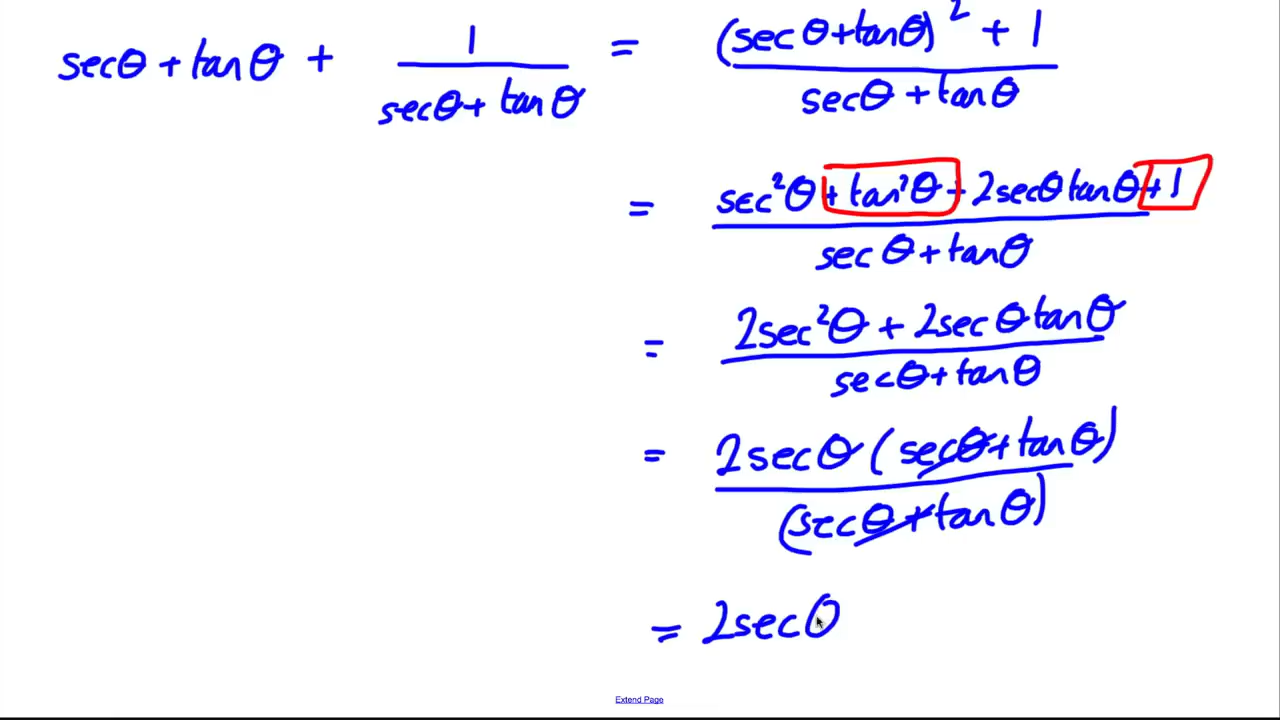 secθ + tanθ + 1/(secθ + tanθ) = ((secθ + tanθ)² + 1)/(secθ + tanθ)
= (sec²θ + tan²θ + 2secθ tanθ + 1)/(secθ + tanθ)
= (2sec²θ + 2secθ tanθ)/(secθ + tanθ)
= 2secθ (secθ + tanθ)/(secθ + tanθ)
= 2secθ
Extend Page